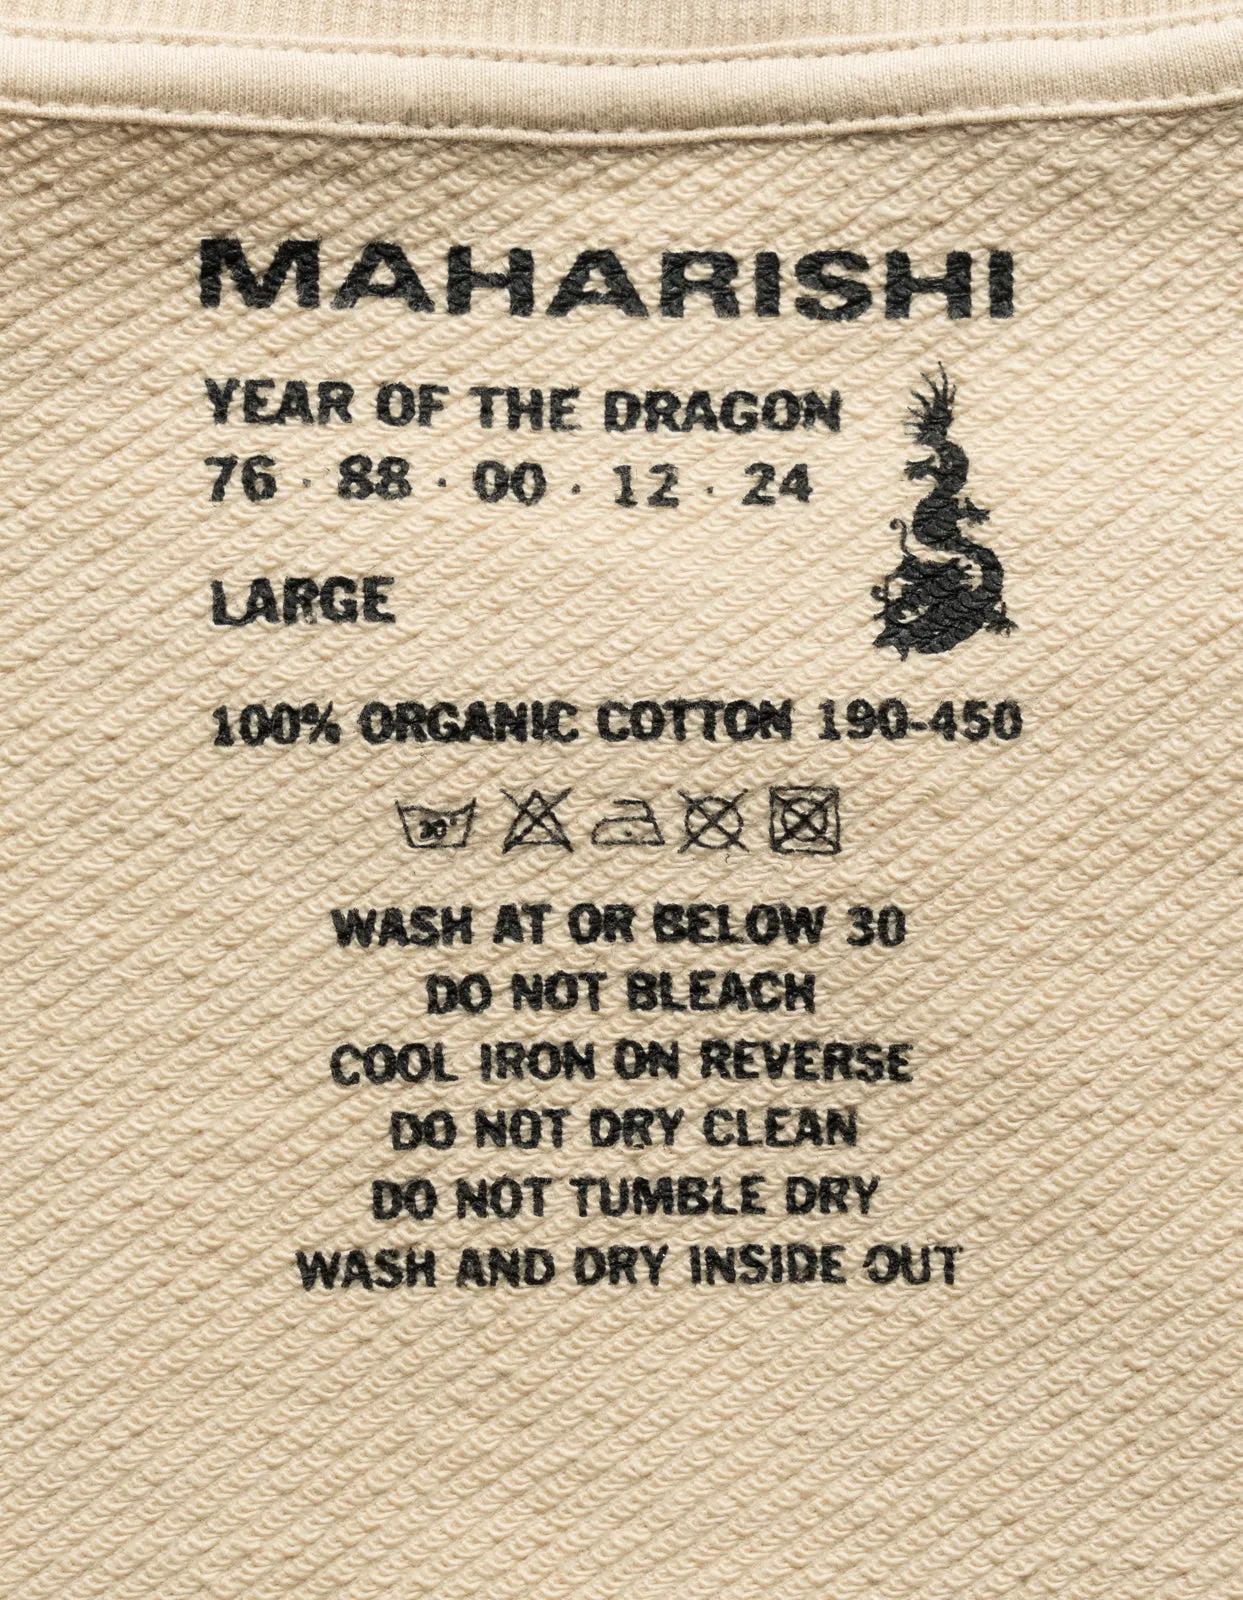 MAHARISHI
YEAR OF THE DRAGON
76 · 88 · 00 · 12 · 24
LARGE
100% ORGANIC COTTON 190-450
30°
WASH AT OR BELOW 30
DO NOT BLEACH
COOL IRON ON REVERSE
DO NOT DRY CLEAN
DO NOT TUMBLE DRY
WASH AND DRY INSIDE OUT